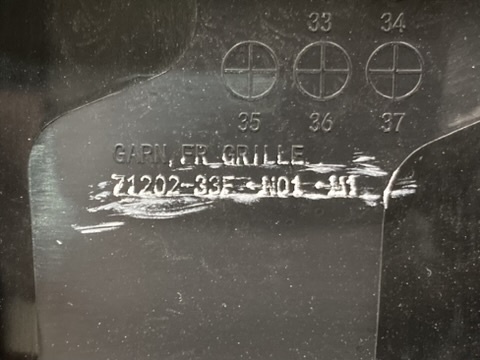 33 34
35 36 37
GARN, FR GRILLE
71202-33F -N01 -M1